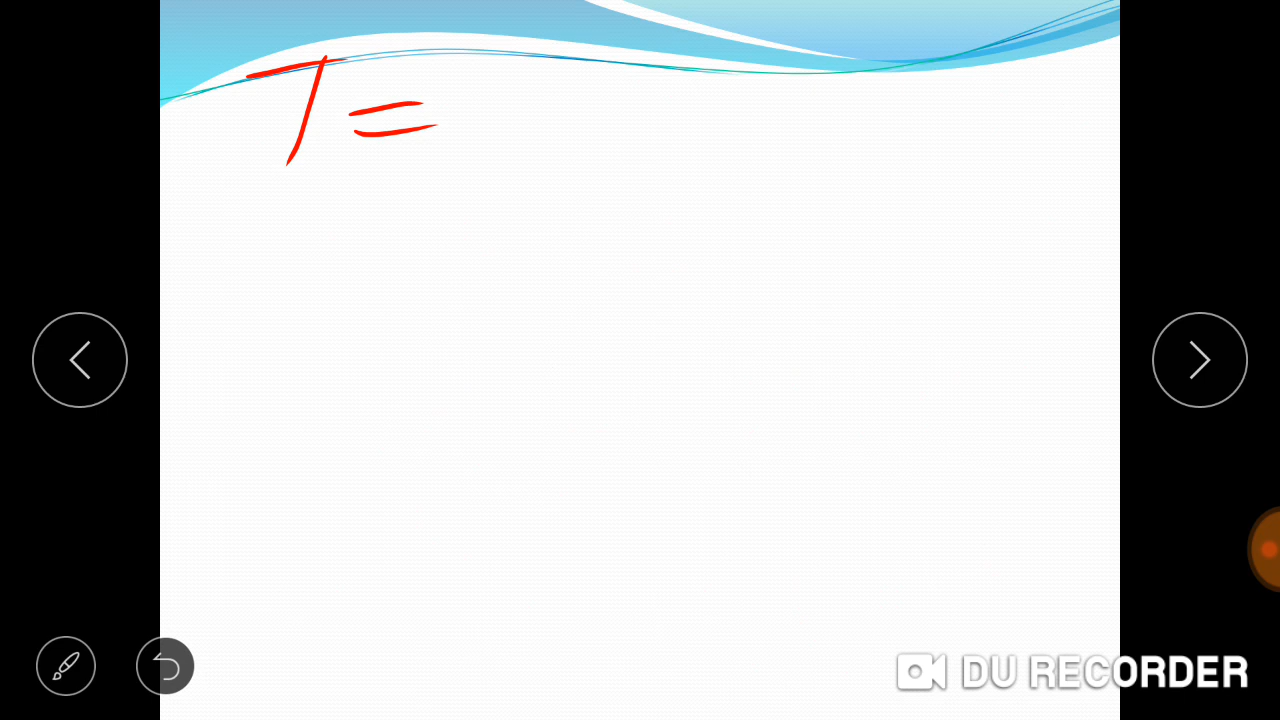 T =
DU RECORDER